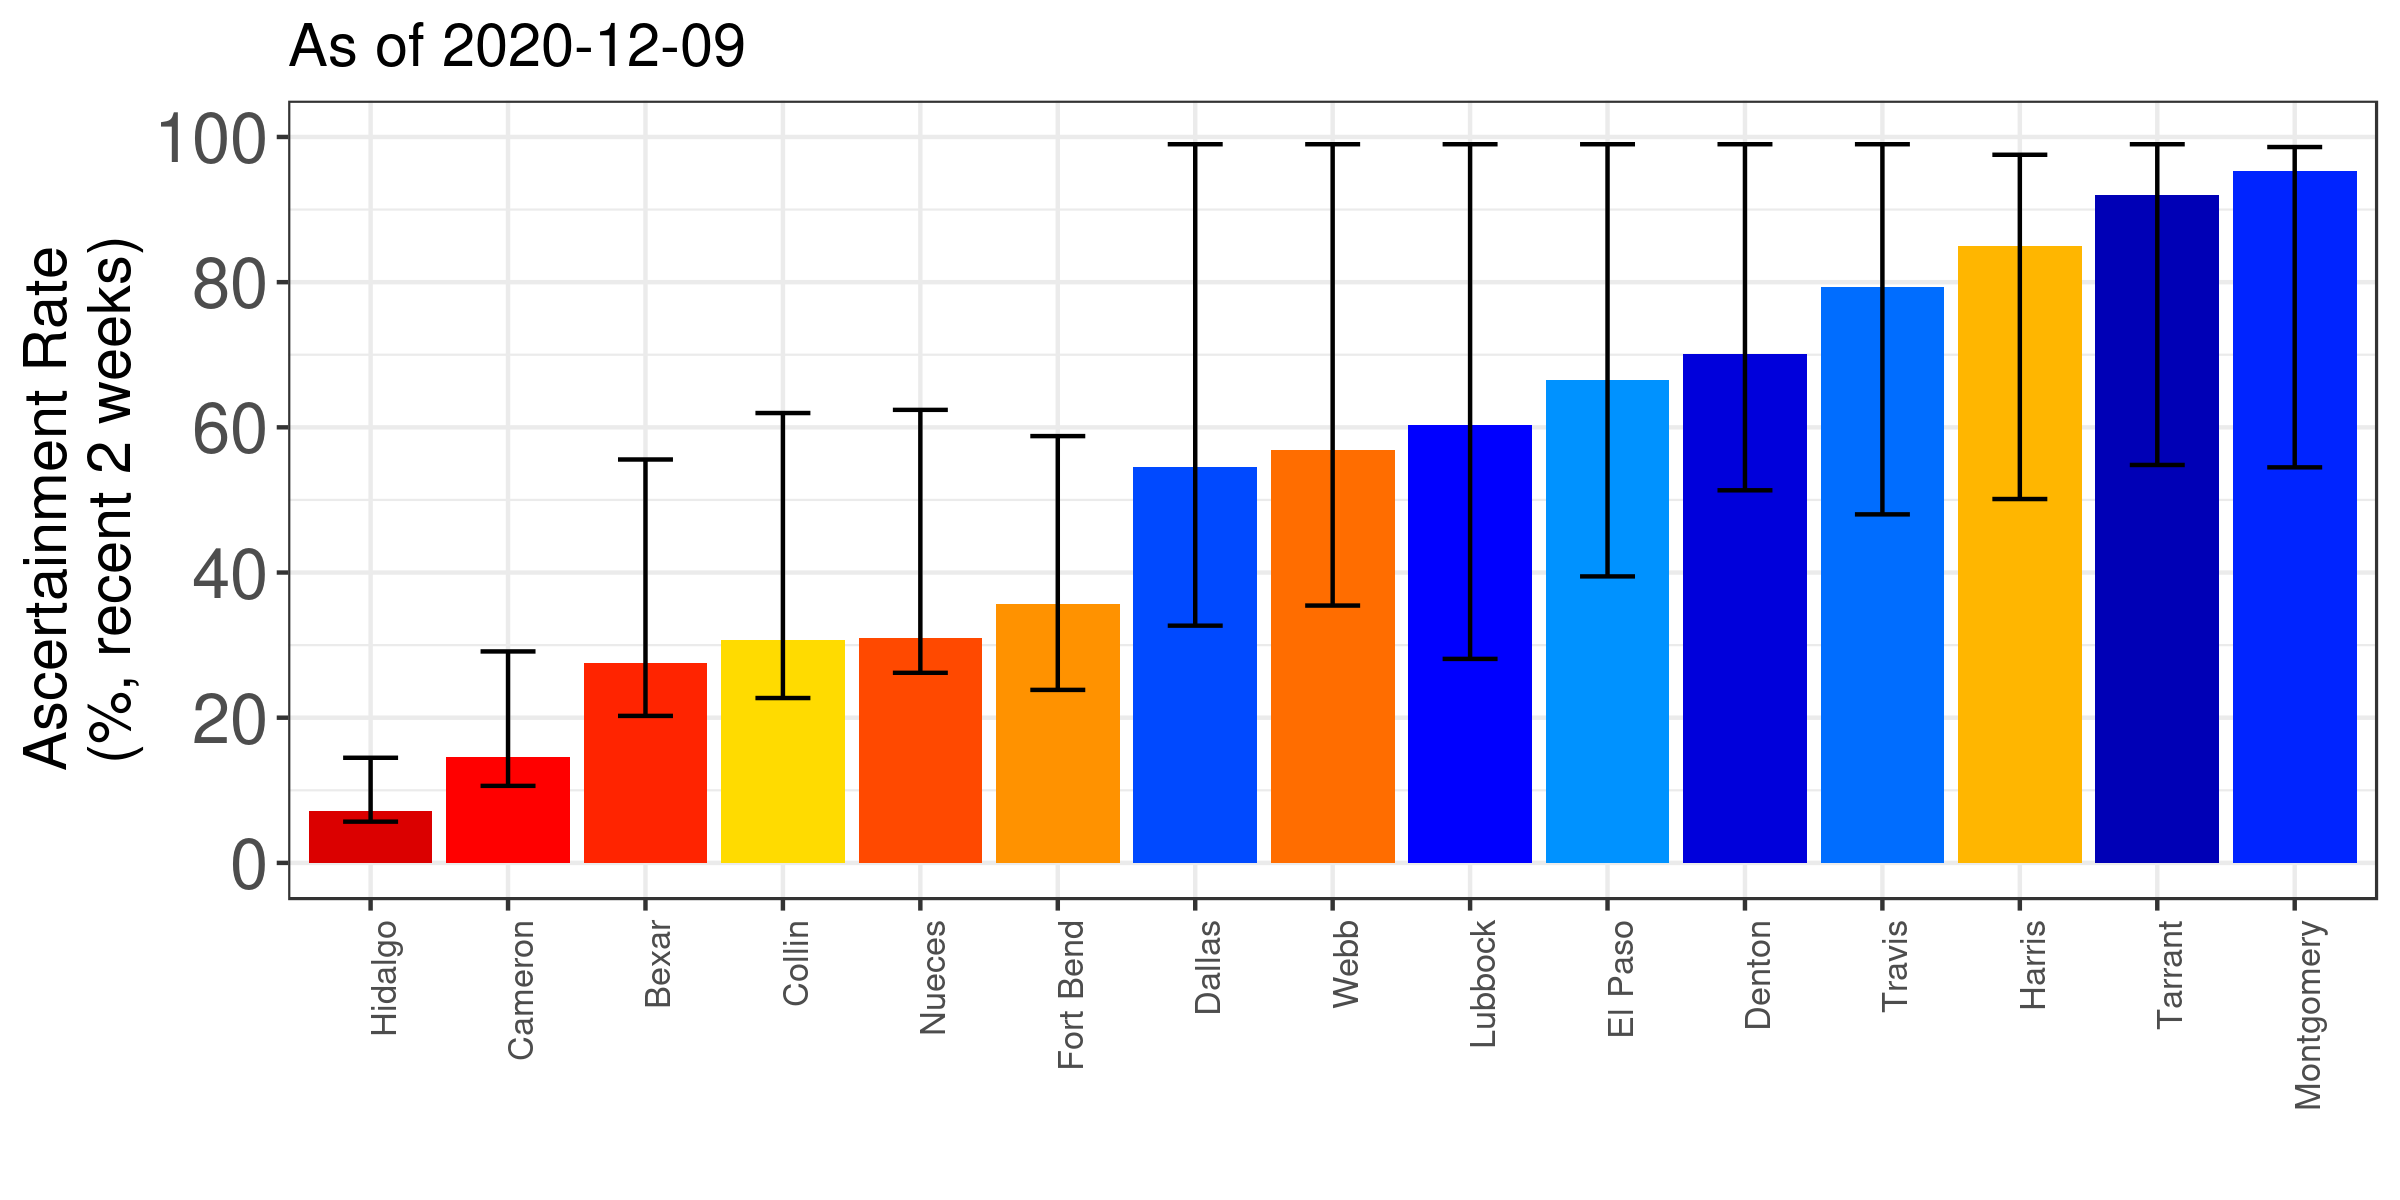 As of 2020-12-09
Ascertainment Rate
(%, recent 2 weeks)
100
80
60
40
20
0
Hidalgo
Cameron
Bexar
Collin
Nueces
Fort Bend
Dallas
Webb
Lubbock
El Paso
Denton
Travis
Harris
Tarrant
Montgomery